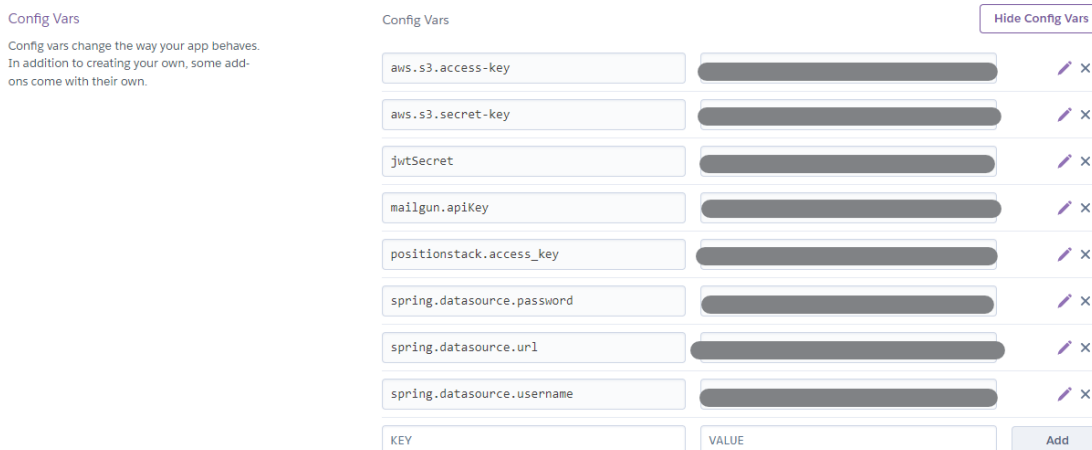 Config Vars
Config vars change the way your app behaves.
In addition to creating your own, some add-
ons come with their own.
Config Vars
Hide Config Vars
aws.s3.access-key
aws.s3.secret-key
jwtSecret
mailgun.apiKey
positionstack.access_key
spring.datasource.password
spring.datasource.url
spring.datasource.username
KEY VALUE Add